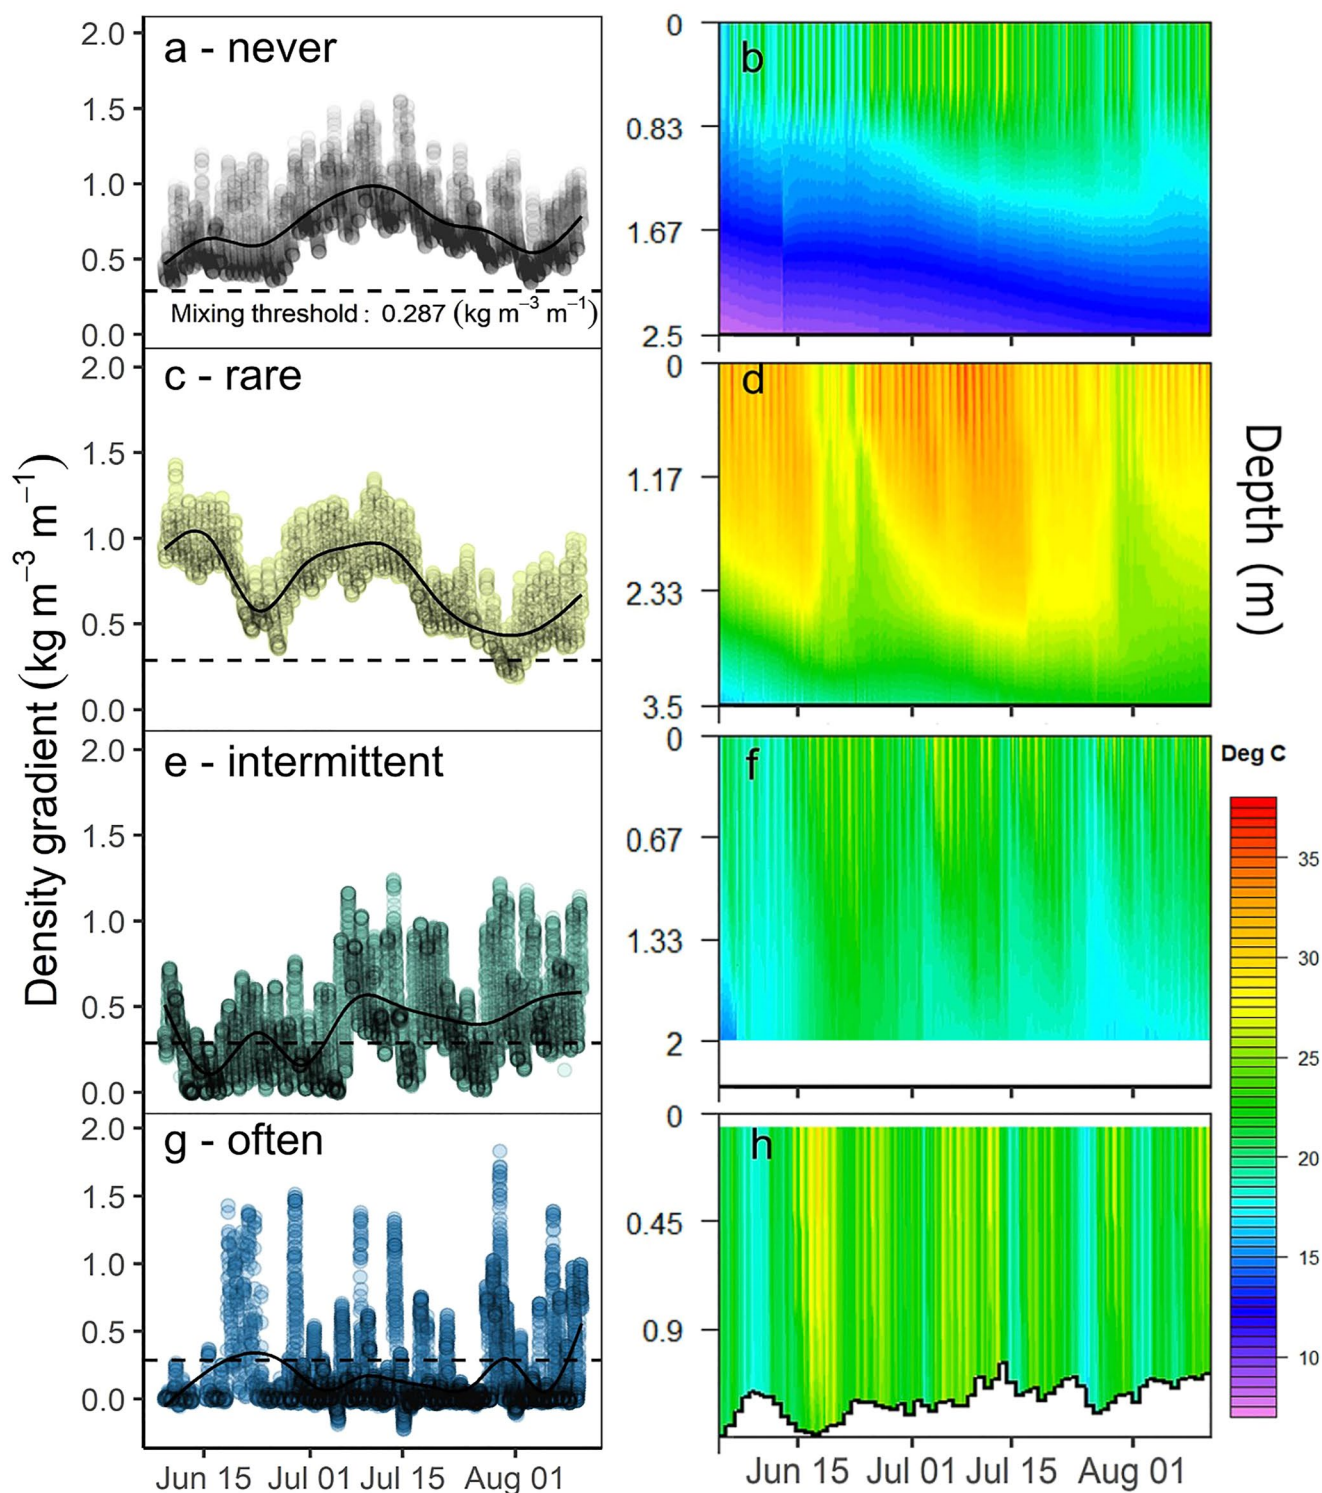 a - never
2.0
1.5
1.0
0.5
0.0
Mixing threshold : 0.287 (kg m⁻³ m⁻¹)
b
0
0.83
1.67
2.5
c - rare
2.0
1.5
1.0
0.5
0.0
d
0
1.17
2.33
3.5
Density gradient (kg m⁻³ m⁻¹)
Depth (m)
e - intermittent
2.0
1.5
1.0
0.5
0.0
f
0
0.67
1.33
2
Deg C
35
30
25
20
15
10
g - often
2.0
1.5
1.0
0.5
0.0
h
0
0.45
0.9
Jun 15 Jul 01 Jul 15 Aug 01
Jun 15 Jul 01 Jul 15 Aug 01